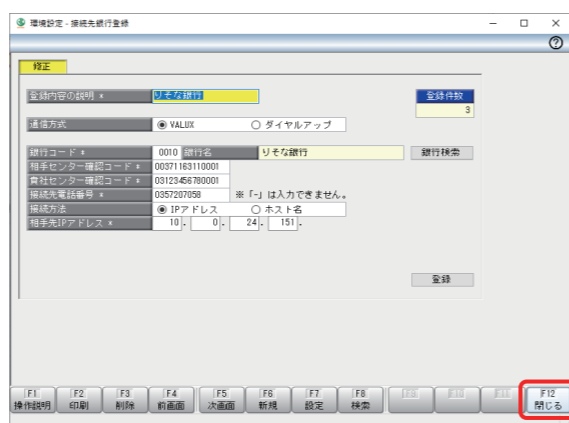 環境設定 - 接続先銀行登録
修正
登録内容の説明 * りそな銀行 登録件数
3
通信方式 VALUX ダイヤルアップ
銀行コード * 0010 銀行名 りそな銀行 銀行検索
相手センター確認コード * 00371163110001
貴社センター確認コード * 03123456780001
接続先電話番号 * 0357207058 ※「-」は入力できません。
接続方法 IPアドレス ホスト名
相手先IPアドレス * 10 . 0 . 24 . 151 .
登録
F1 F2 F3 F4 F5 F6 F7 F8 F9 F10 F11 F12
操作説明 印刷 削除 前画面 次画面 新規 設定 検索 閉じる